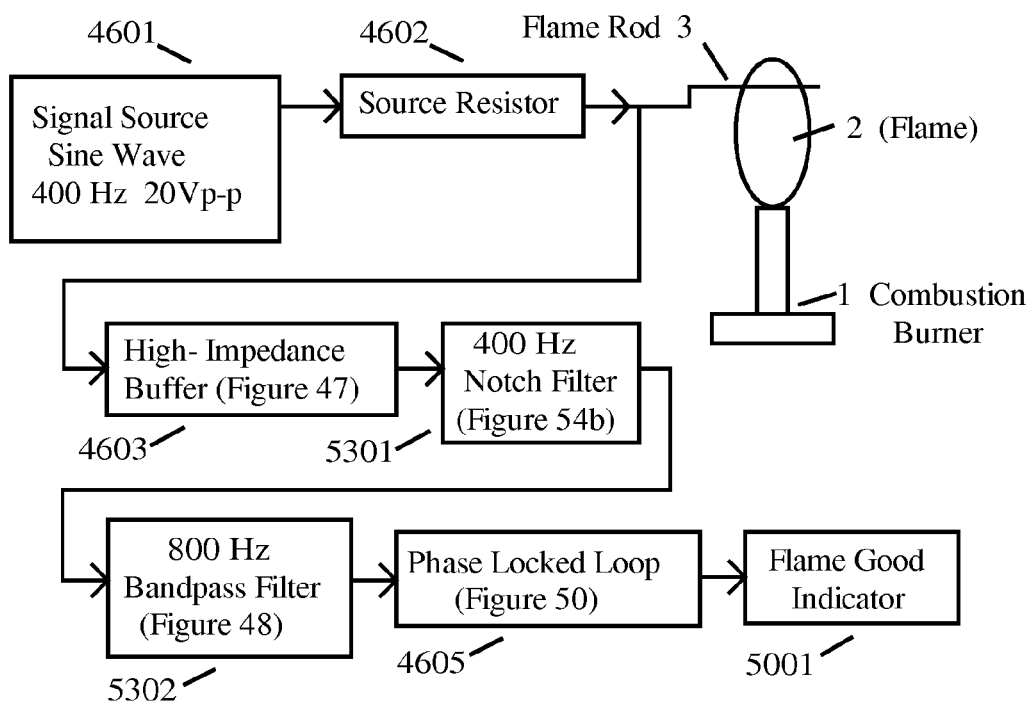 4601
4602
Flame Rod 3
Signal Source
Sine Wave
400 Hz 20Vp-p
Source Resistor
2 (Flame)
1 Combustion
Burner
High- Impedance
Buffer (Figure 47)
400 Hz
Notch Filter
(Figure 54b)
4603
5301
800 Hz
Bandpass Filter
(Figure 48)
Phase Locked Loop
(Figure 50)
Flame Good
Indicator
5302
4605
5001